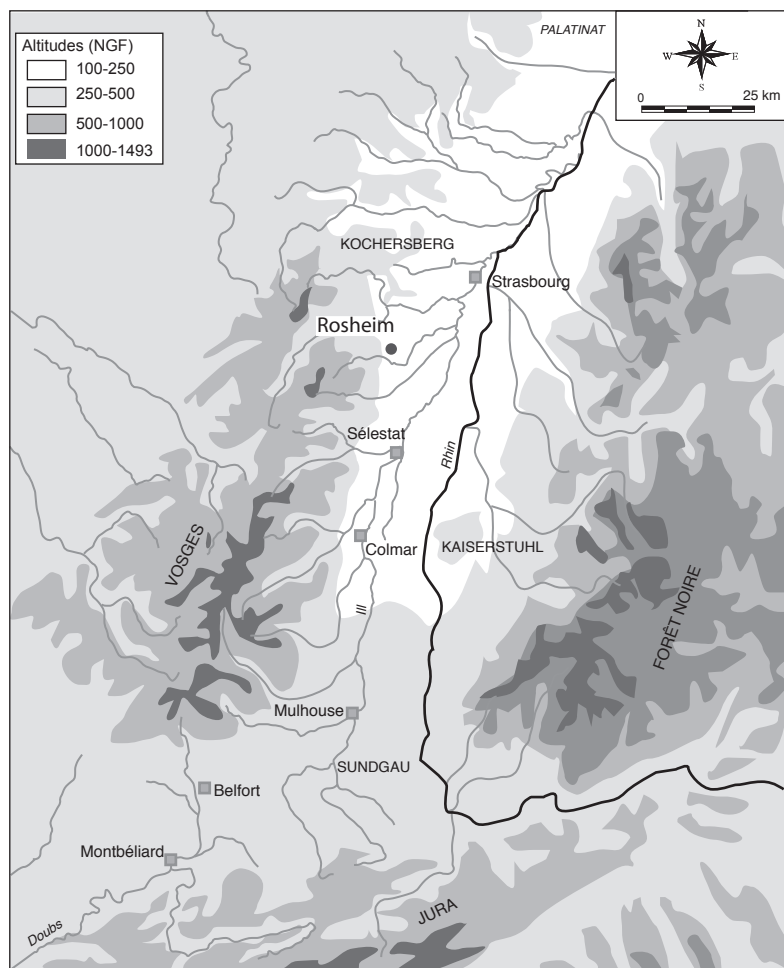 Altitudes (NGF)
100-250
250-500
500-1000
1000-1493
PALATINAT
N
W E
S
0 25 km
KOCHERSBERG
Strasbourg
Rosheim
Sélestat
Rhin
VOSGES
Colmar
KAISERSTUHL
Ill
FORÊT NOIRE
Mulhouse
SUNDGAU
Belfort
Montbéliard
JURA
Doubs